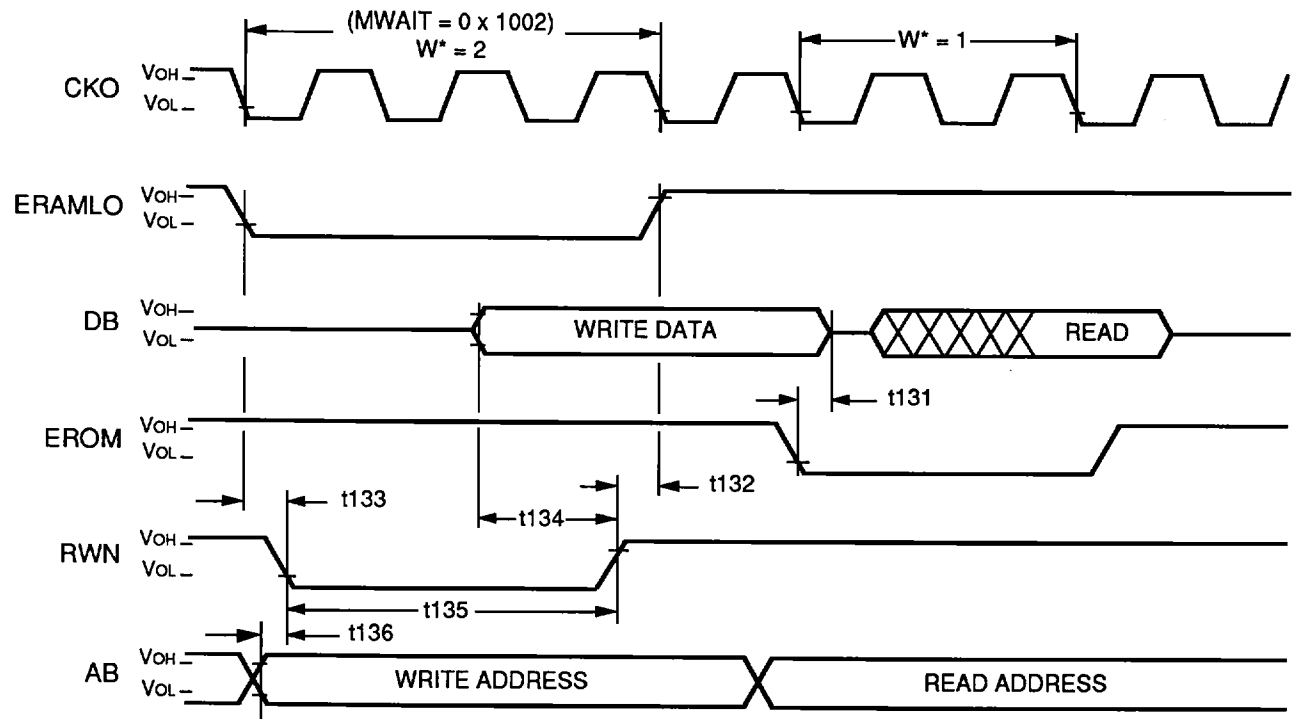 (MWAIT = 0 x 1002)
W* = 2
W* = 1
CKO
VOH
VOL
ERAMLO
VOH
VOL
DB
VOH
VOL
WRITE DATA
READ
t131
EROM
VOH
VOL
t132
t133
t134
RWN
VOH
VOL
t135
t136
AB
VOH
VOL
WRITE ADDRESS
READ ADDRESS